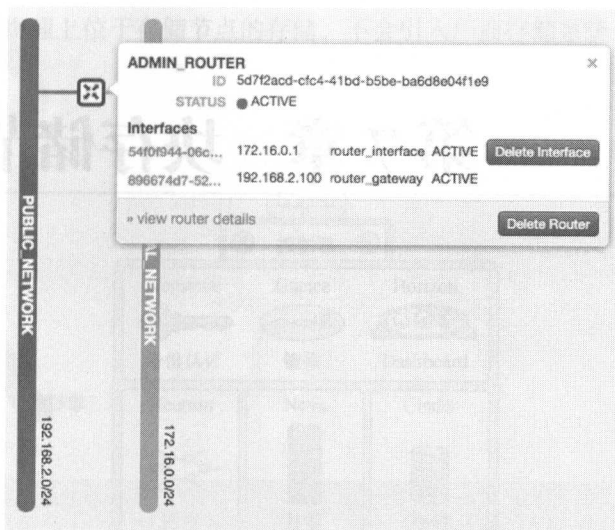 ADMIN_ROUTER ×
ID 5d7f2acd-cfc4-41bd-b5be-ba6d8e04f1e9
STATUS ACTIVE
Interfaces
54f0f944-06c... 172.16.0.1 router_interface ACTIVE Delete Interface
896674d7-52... 192.168.2.100 router_gateway ACTIVE
» view router details Delete Router
PUBLIC_NETWORK
192.168.2.0/24
AL_NETWORK
172.16.0.0/24